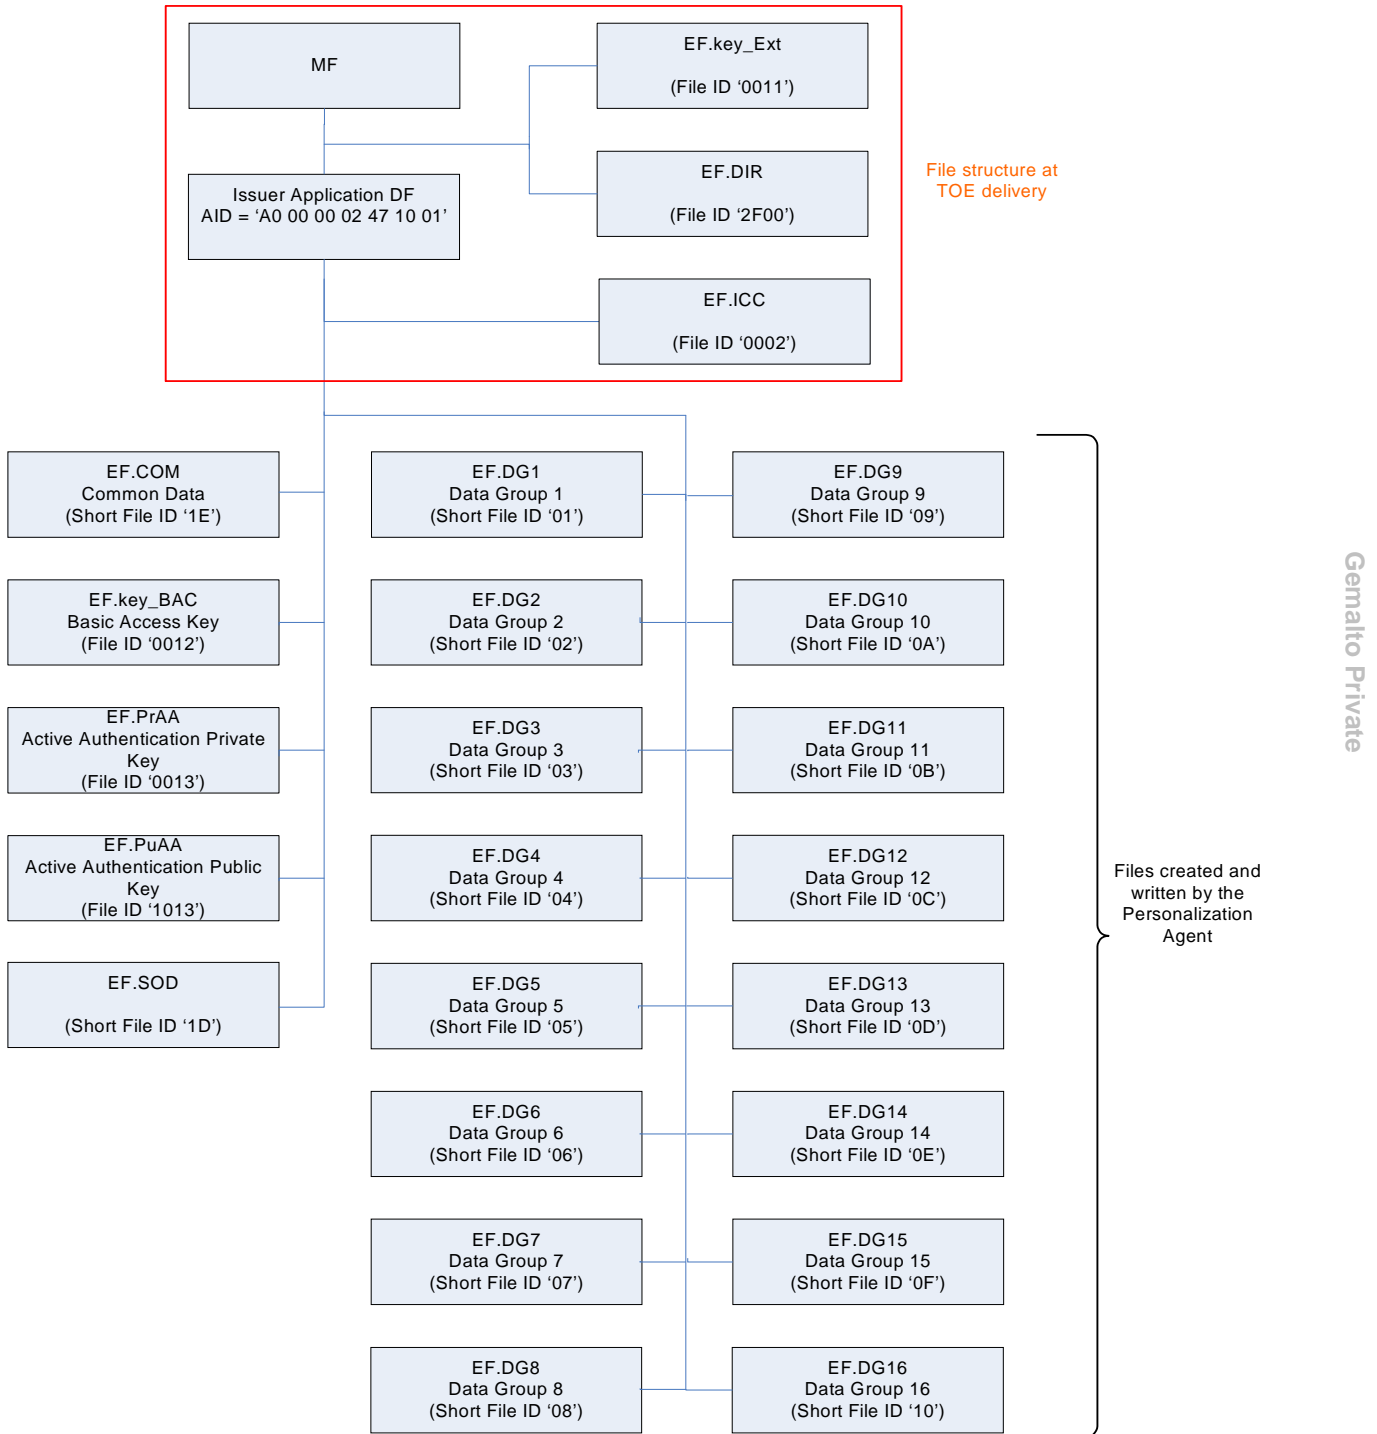 MF
EF.key_Ext
(File ID ‘0011’)
Issuer Application DF
AID = ‘A0 00 00 02 47 10 01’
EF.DIR
(File ID ‘2F00’)
File structure at
TOE delivery
EF.ICC
(File ID ‘0002’)
EF.COM
Common Data
(Short File ID ‘1E’)
EF.key_BAC
Basic Access Key
(File ID ‘0012’)
EF.PrAA
Active Authentication Private
Key
(File ID ‘0013’)
EF.PuAA
Active Authentication Public
Key
(File ID ‘1013’)
EF.SOD
(Short File ID ‘1D’)
EF.DG1
Data Group 1
(Short File ID ‘01’)
EF.DG2
Data Group 2
(Short File ID ‘02’)
EF.DG3
Data Group 3
(Short File ID ‘03’)
EF.DG4
Data Group 4
(Short File ID ‘04’)
EF.DG5
Data Group 5
(Short File ID ‘05’)
EF.DG6
Data Group 6
(Short File ID ‘06’)
EF.DG7
Data Group 7
(Short File ID ‘07’)
EF.DG8
Data Group 8
(Short File ID ‘08’)
EF.DG9
Data Group 9
(Short File ID ‘09’)
EF.DG10
Data Group 10
(Short File ID ‘0A’)
EF.DG11
Data Group 11
(Short File ID ‘0B’)
EF.DG12
Data Group 12
(Short File ID ‘0C’)
EF.DG13
Data Group 13
(Short File ID ‘0D’)
EF.DG14
Data Group 14
(Short File ID ‘0E’)
EF.DG15
Data Group 15
(Short File ID ‘0F’)
EF.DG16
Data Group 16
(Short File ID ‘10’)
Files created and
written by the
Personalization
Agent
Gemalto Private